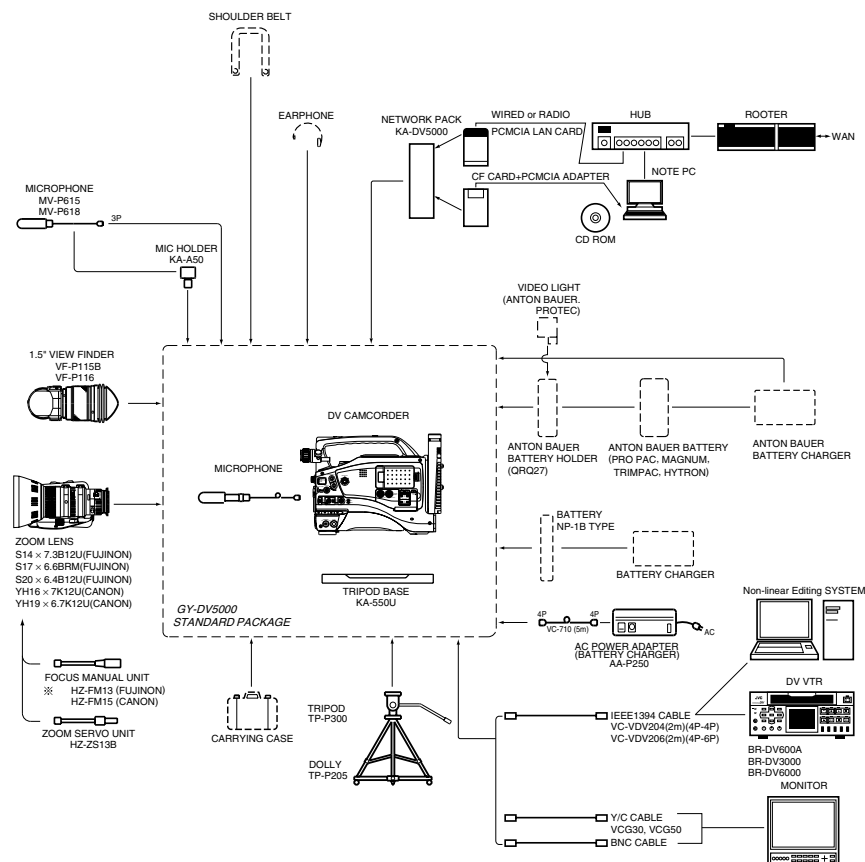 SHOULDER BELT
EARPHONE
NETWORK PACK
KA-DV5000
WIRED or RADIO
PCMCIA LAN CARD
HUB
ROOTER
WAN
CF CARD+PCMCIA ADAPTER
NOTE PC
CD ROM
MICROPHONE
MV-P615
MV-P618
3P
MIC HOLDER
KA-A50
VIDEO LIGHT
(ANTON BAUER.
PROTEC)
1.5" VIEW FINDER
VF-P115B
VF-P116
DV CAMCORDER
MICROPHONE
ANTON BAUER
BATTERY HOLDER
(QRQ27)
ANTON BAUER BATTERY
(PRO PAC, MAGNUM,
TRIMPAC, HYTRON)
ANTON BAUER
BATTERY CHARGER
ZOOM LENS
S14 × 7.3B12U(FUJINON)
S17 × 6.6BRM(FUJINON)
S20 × 6.4B12U(FUJINON)
YH16 × 7K12U(CANON)
YH19 × 6.7K12U(CANON)
BATTERY
NP-1B TYPE
BATTERY CHARGER
TRIPOD BASE
KA-550U
GY-DV5000
STANDARD PACKAGE
4P
4P
VC-710 (5m)
AC
AC POWER ADAPTER
(BATTERY CHARGER)
AA-P250
Non-linear Editing SYSTEM
FOCUS MANUAL UNIT
※ HZ-FM13 (FUJINON)
HZ-FM15 (CANON)
ZOOM SERVO UNIT
HZ-ZS13B
CARRYING CASE
TRIPOD
TP-P300
DOLLY
TP-P205
IEEE1394 CABLE
VC-VDV204(2m)(4P-4P)
VC-VDV206(2m)(4P-6P)
DV VTR
JVC
BR-DV600A
BR-DV3000
BR-DV6000
MONITOR
Y/C CABLE
VCG30, VCG50
BNC CABLE